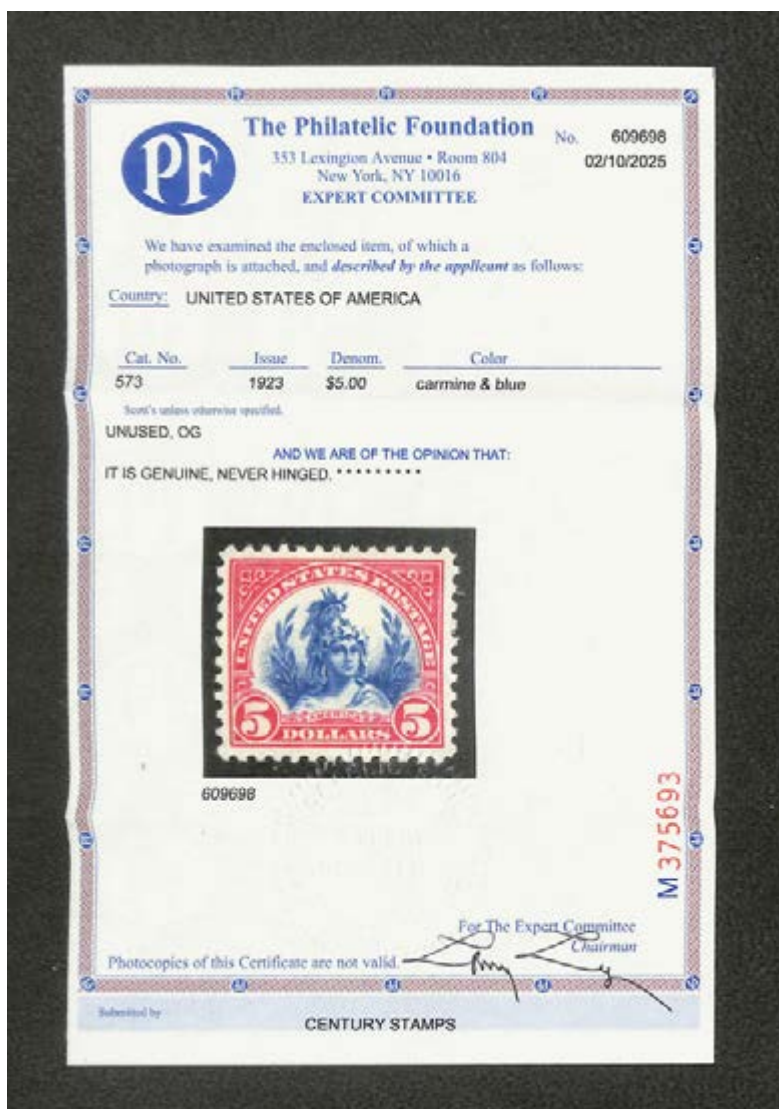 PF
The Philatelic Foundation
353 Lexington Avenue • Room 804
New York, NY 10016
EXPERT COMMITTEE
No. 609698
02/10/2025
We have examined the enclosed item, of which a
photograph is attached, and described by the applicant as follows:
Country: UNITED STATES OF AMERICA
Cat. No. Issue Denom. Color
573 1923 $5.00 carmine & blue
Scott's unless otherwise specified.
UNUSED, OG
AND WE ARE OF THE OPINION THAT:
IT IS GENUINE, NEVER HINGED. * * * * * * * * *
UNITED STATES POSTAGE
AMERICA
5 5
DOLLARS
609698
M 375693
For The Expert Committee
Chairman
Photocopies of this Certificate are not valid.
Submitted by
CENTURY STAMPS